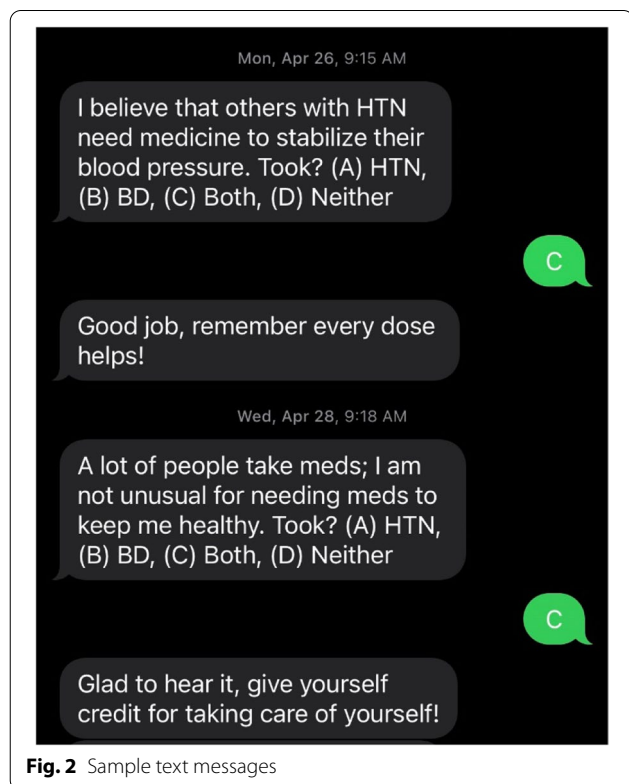 Mon, Apr 26, 9:15 AM
I believe that others with HTN
need medicine to stabilize their
blood pressure. Took? (A) HTN,
(B) BD, (C) Both, (D) Neither
C
Good job, remember every dose
helps!
Wed, Apr 28, 9:18 AM
A lot of people take meds; I am
not unusual for needing meds to
keep me healthy. Took? (A) HTN,
(B) BD, (C) Both, (D) Neither
C
Glad to hear it, give yourself
credit for taking care of yourself!
Fig. 2 Sample text messages